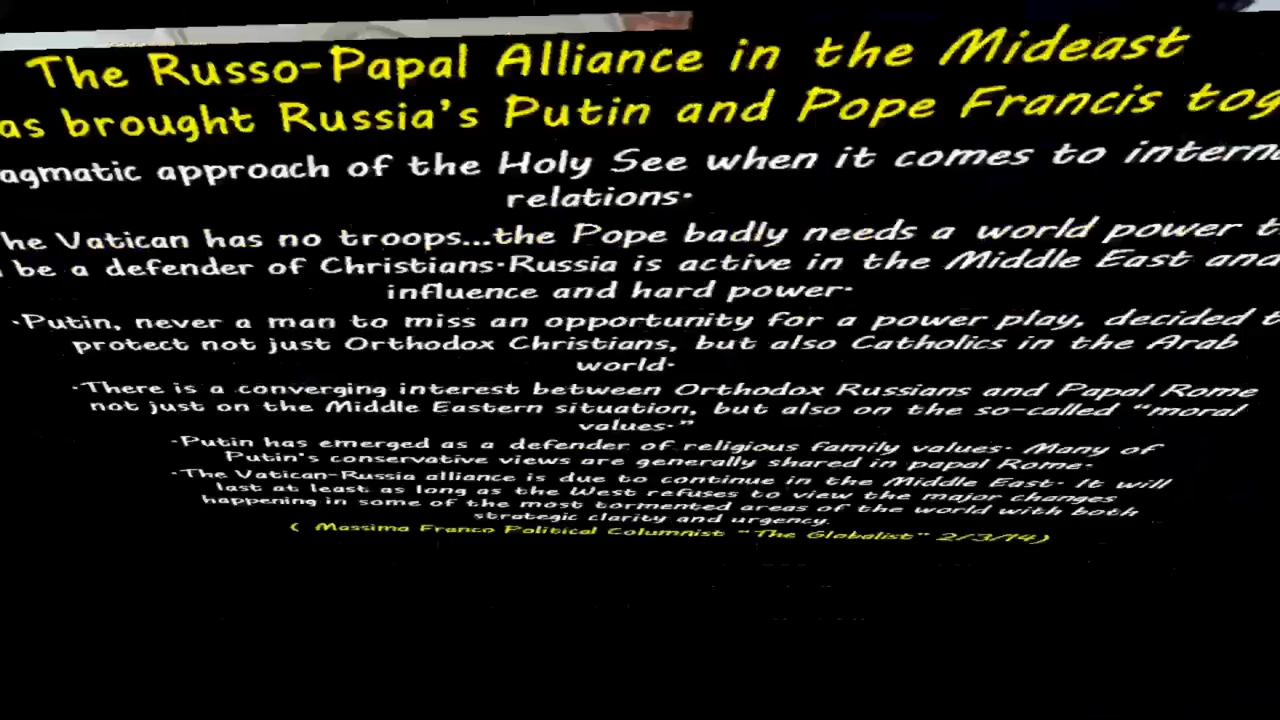 The Russo-Papal Alliance in the Mideast
as brought Russia's Putin and Pope Francis tog
agmatic approach of the Holy See when it comes to interna
relations·
he Vatican has no troops...the Pope badly needs a world power t
be a defender of Christians·Russia is active in the Middle East and
influence and hard power·
·Putin, never a man to miss an opportunity for a power play, decided t
protect not just Orthodox Christians, but also Catholics in the Arab
world·
·There is a converging interest between Orthodox Russians and Papal Rome
not just on the Middle Eastern situation, but also on the so-called "moral
values·"
·Putin has emerged as a defender of religious family values· Many of
Putin's conservative views are generally shared in papal Rome·
·The Vatican-Russia alliance is due to continue in the Middle East· It will
last at least as long as the West refuses to view the major changes
happening in some of the most tormented areas of the world with both
strategic clarity and urgency.
( Massimo Franco Political Columnist "The Globalist" 2/3/14)